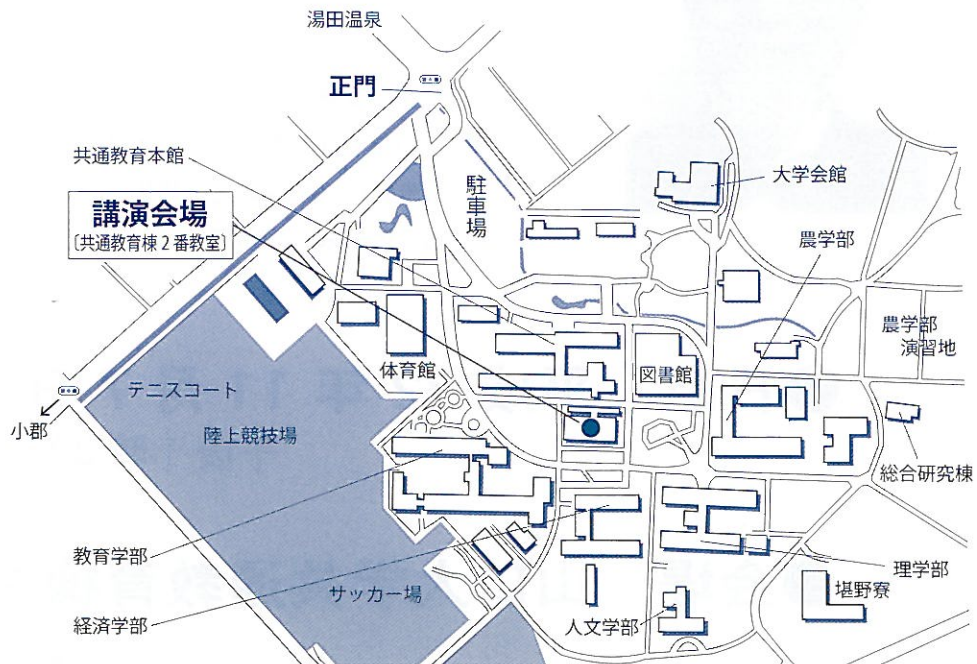 湯田温泉
正門
共通教育本館
講演会場
〔共通教育棟２番教室〕
駐車場
大学会館
農学部
農学部
演習地
体育館
図書館
テニスコート
小郡
陸上競技場
総合研究棟
教育学部
サッカー場
理学部
堪野寮
経済学部
人文学部